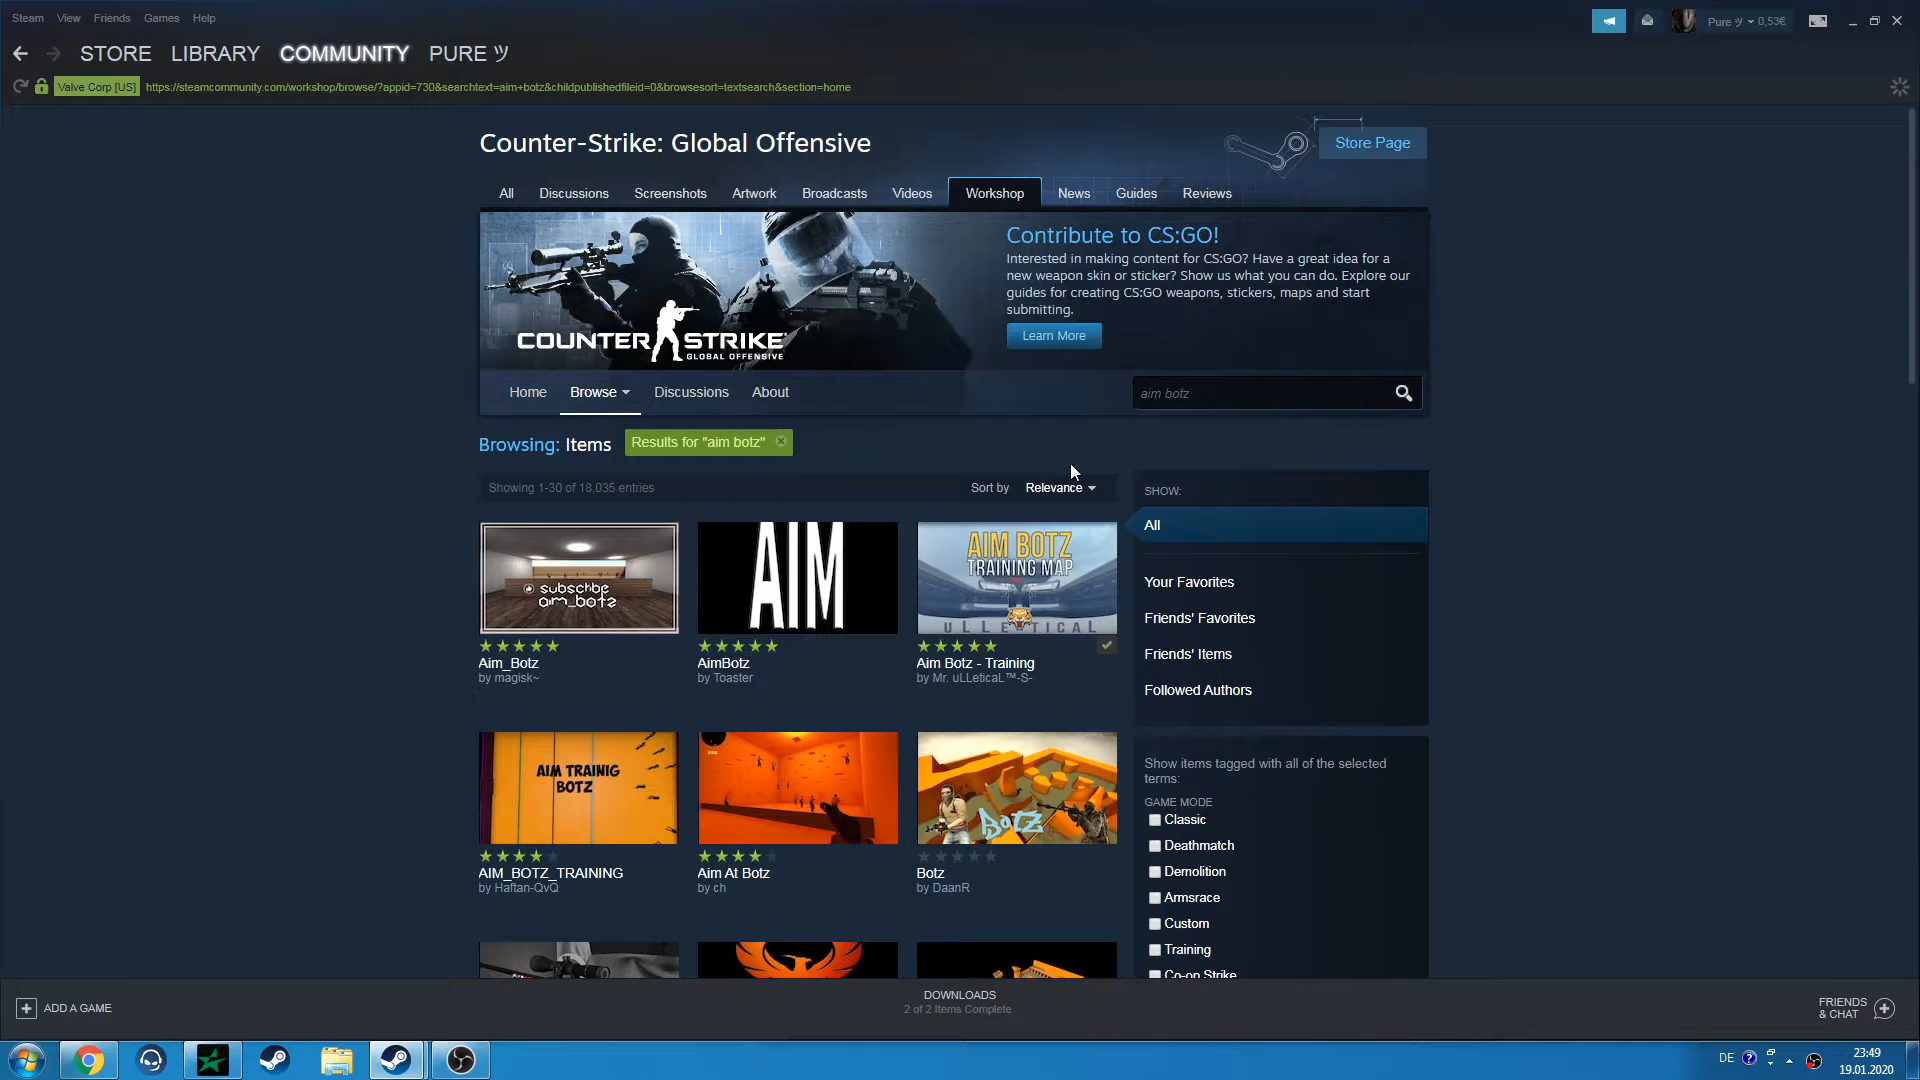 Steam View Friends Games Help
Pure ツ 0,53€
STORE LIBRARY COMMUNITY PURE ツ
Valve Corp [US] https://steamcommunity.com/workshop/browse/?appid=730&searchtext=aim+botz&childpublishedfileid=0&browsesort=textsearch&section=home
Counter-Strike: Global Offensive
Store Page
All Discussions Screenshots Artwork Broadcasts Videos Workshop News Guides Reviews
Contribute to CS:GO!
Interested in making content for CS:GO? Have a great idea for a
new weapon skin or sticker? Show us what you can do. Explore our
guides for creating CS:GO weapons, stickers, maps and start
submitting.
Learn More
COUNTER STRIKE
GLOBAL OFFENSIVE
Home Browse Discussions About
aim botz
Browsing: Items Results for "aim botz"
Showing 1-30 of 18,035 entries
Sort by Relevance
subscribe
aim_botz
Aim_Botz
by magisk~
AIM
AimBotz
by Toaster
AIM BOTZ
TRAINING MAP
ULLETICAL
Aim Botz - Training
by Mr. uLLeticaL™-S-
AIM TRAINIG
BOTZ
AIM_BOTZ_TRAINING
by Haftan-QvQ
Aim At Botz
by ch
BotZ
Botz
by DaanR
SHOW:
All
Your Favorites
Friends' Favorites
Friends' Items
Followed Authors
Show items tagged with all of the selected
terms:
GAME MODE
Classic
Deathmatch
Demolition
Armsrace
Custom
Training
Co-op Strike
ADD A GAME
DOWNLOADS
2 of 2 Items Complete
FRIENDS
& CHAT
DE
23:49
19.01.2020